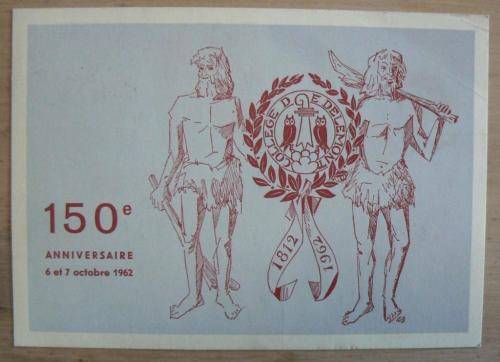 150e
ANNIVERSAIRE
6 et 7 octobre 1962
COLLÈGE DE DELÉMONT
1812
1962